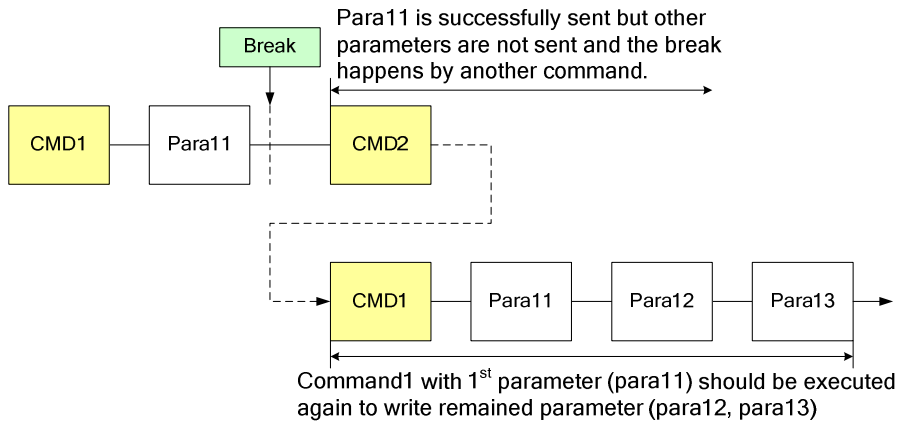 Para11 is successfully sent but other
parameters are not sent and the break
happens by another command.
Break
CMD1
Para11
CMD2
CMD1
Para11
Para12
Para13
Command1 with 1st parameter (para11) should be executed
again to write remained parameter (para12, para13)